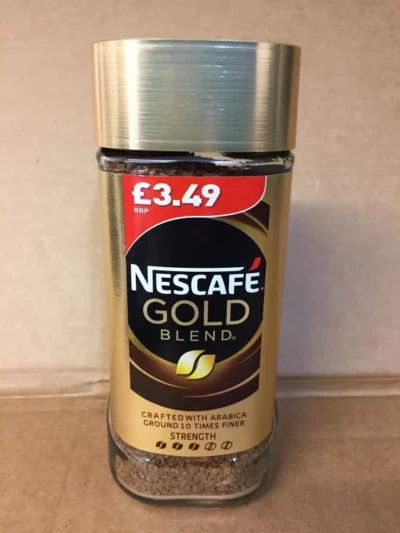 £3.49
RRP
NESCAFÉ
GOLD
BLEND®
CRAFTED WITH ARABICA
GROUND 10 TIMES FINER
STRENGTH